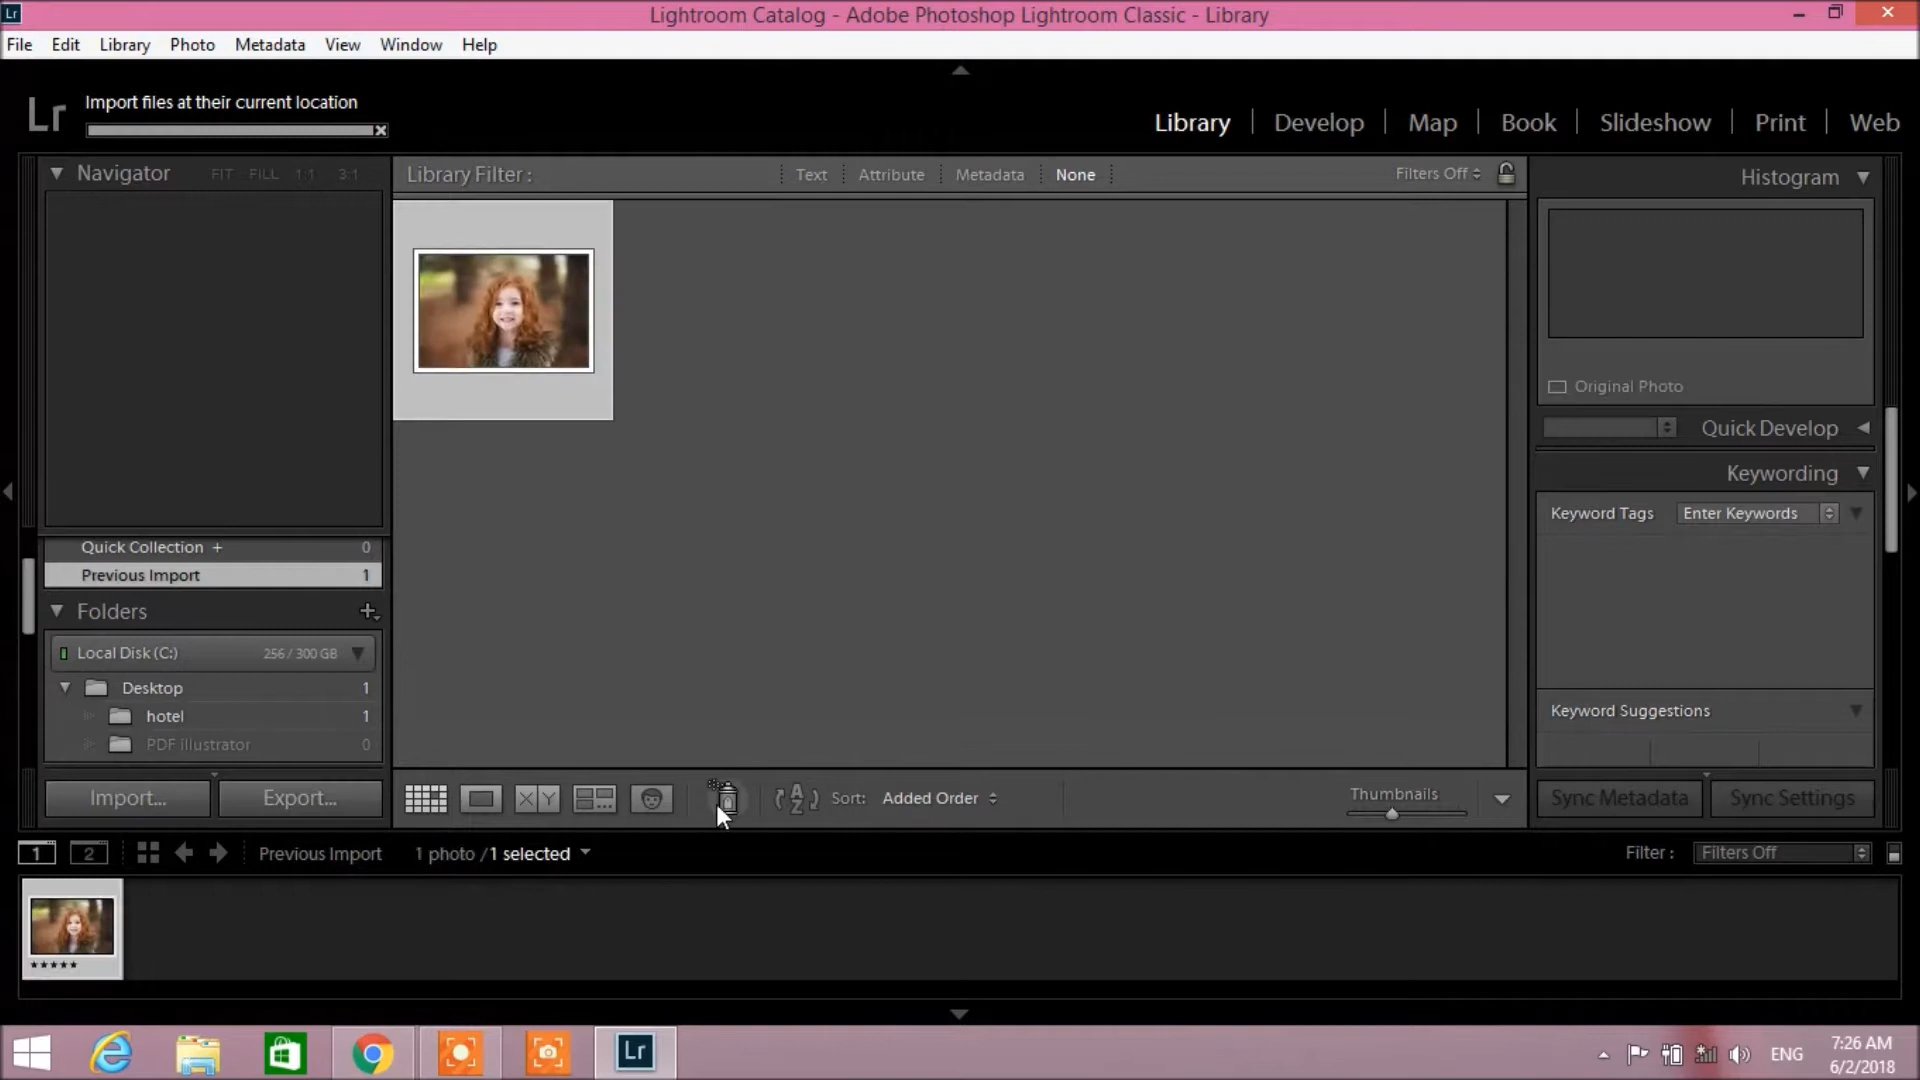 Lr
Lightroom Catalog - Adobe Photoshop Lightroom Classic - Library
File Edit Library Photo Metadata View Window Help
Lr
Import files at their current location
Library Develop Map Book Slideshow Print Web
Navigator FIT FILL 1:1 3:1
Library Filter : Text Attribute Metadata None Filters Off
Histogram
Original Photo
Quick Develop
Keywording
Keyword Tags Enter Keywords
Keyword Suggestions
Quick Collection + 0
Previous Import 1
Folders
Local Disk (C:) 256 / 300 GB
Desktop 1
hotel 1
PDF illustrator 0
Import... Export...
XY
AZ
Sort: Added Order
Thumbnails
Sync Metadata Sync Settings
1 2 Previous Import 1 photo / 1 selected
Filter : Filters Off
Lr
ENG
7:26 AM
6/2/2018